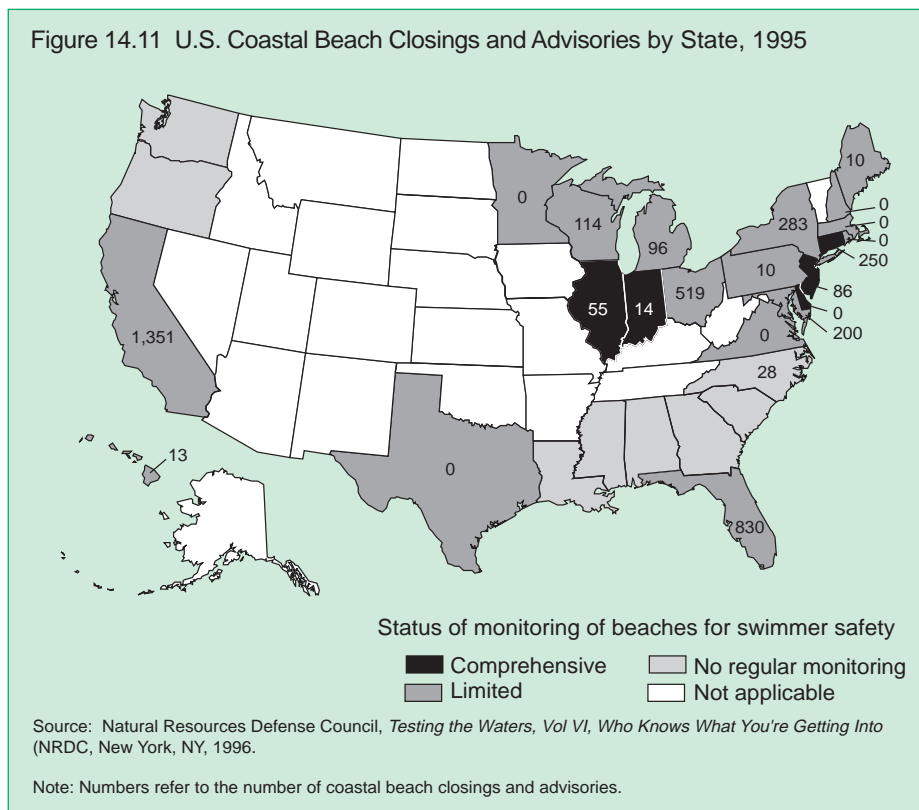 Figure 14.11 U.S. Coastal Beach Closings and Advisories by State, 1995
10
0
0
114
283
0
0
96
250
10
519
86
55
14
0
1,351
0
200
28
13
0
830
Status of monitoring of beaches for swimmer safety
Comprehensive
No regular monitoring
Limited
Not applicable
Source: Natural Resources Defense Council, Testing the Waters, Vol VI, Who Knows What You're Getting Into
(NRDC, New York, NY, 1996.
Note: Numbers refer to the number of coastal beach closings and advisories.